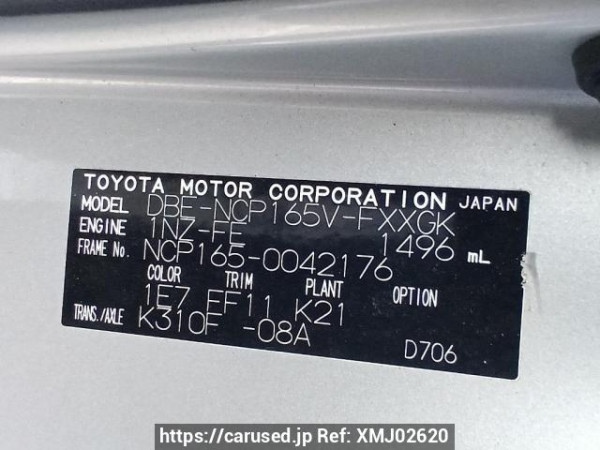 TOYOTA MOTOR CORPORATION JAPAN
MODEL DBE-NCP165V-FXXGK
ENGINE 1NZ-FE 1496 mL
FRAME No. NCP165-0042176
COLOR TRIM PLANT OPTION
1E7 FF11 K21
TRANS./AXLE K310F -08A
D706
https://carused.jp Ref: XMJ02620